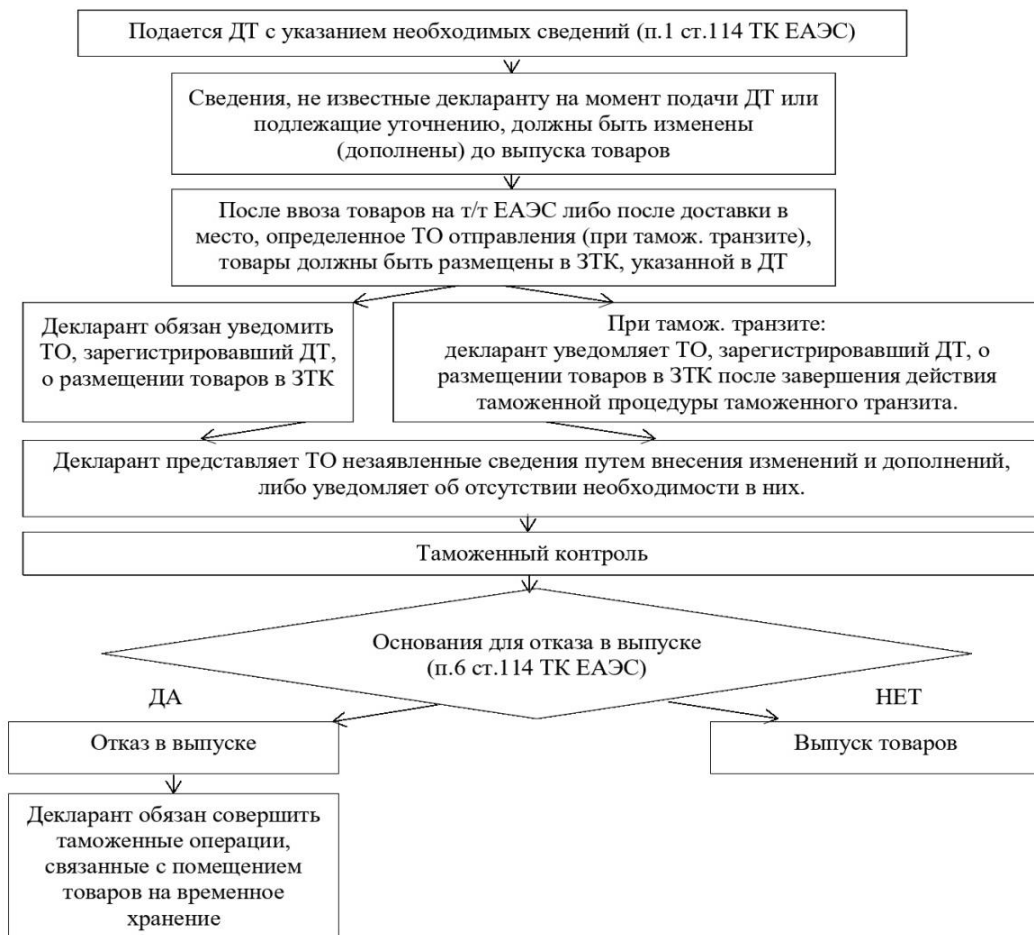 Подается ДТ с указанием необходимых сведений (п.1 ст.114 ТК ЕАЭС)
Сведения, не известные декларанту на момент подачи ДТ или
подлежащие уточнению, должны быть изменены
(дополнены) до выпуска товаров
После ввоза товаров на т/т ЕАЭС либо после доставки в
место, определенное ТО отправления (при тамож. транзите),
товары должны быть размещены в ЗТК, указанной в ДТ
Декларант обязан уведомить
ТО, зарегистрировавший ДТ,
о размещении товаров в ЗТК
При тамож. транзите:
декларант уведомляет ТО, зарегистрировавший ДТ, о
размещении товаров в ЗТК после завершения действия
таможенной процедуры таможенного транзита.
Декларант представляет ТО незаявленные сведения путем внесения изменений и дополнений,
либо уведомляет об отсутствии необходимости в них.
Таможенный контроль
Основания для отказа в выпуске
(п.6 ст.114 ТК ЕАЭС)
ДА
НЕТ
Отказ в выпуске
Выпуск товаров
Декларант обязан совершить
таможенные операции,
связанные с помещением
товаров на временное
хранение